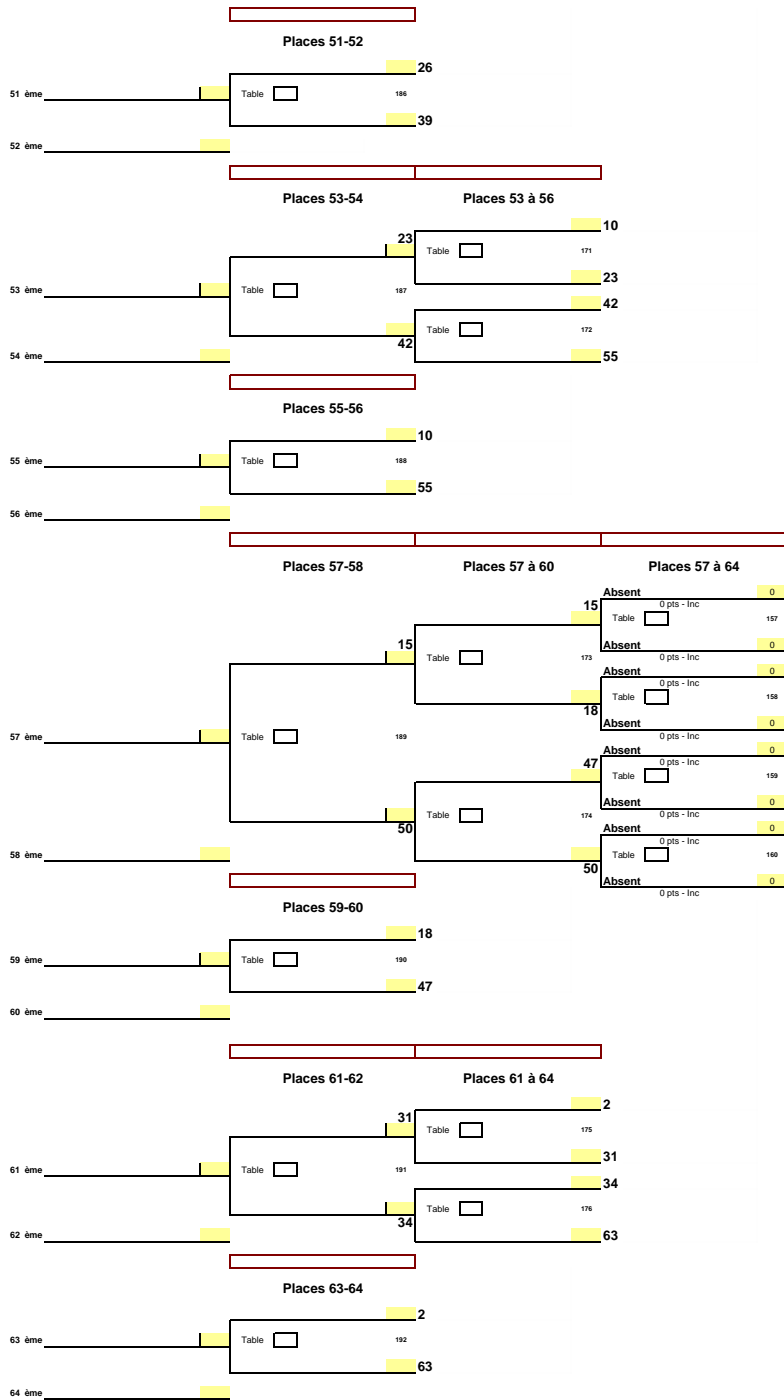 Places 51-52
26
51 ème Table 186
39
52 ème
Places 53-54 Places 53 à 56
10
23
Table 171
23
53 ème Table 187
42
Table 172
42
54 ème 55
Places 55-56
10
55 ème Table 188
55
56 ème
Places 57-58 Places 57 à 60 Places 57 à 64
Absent 0
15 0 pts - Inc
Table 157
15 Absent 0
Table 173 0 pts - Inc
Absent 0
0 pts - Inc
Table 158
18
Absent 0
57 ème Table 189 0 pts - Inc
Absent 0
47 0 pts - Inc
Table 159
Absent 0
Table 174 0 pts - Inc
50 Absent 0
0 pts - Inc
58 ème Table 160
50
Absent 0
0 pts - Inc
Places 59-60
18
59 ème Table 190
47
60 ème
Places 61-62 Places 61 à 64
2
31
Table 175
31
61 ème Table 191
34
Table 176
34
62 ème 63
Places 63-64
2
63 ème Table 192
63
64 ème